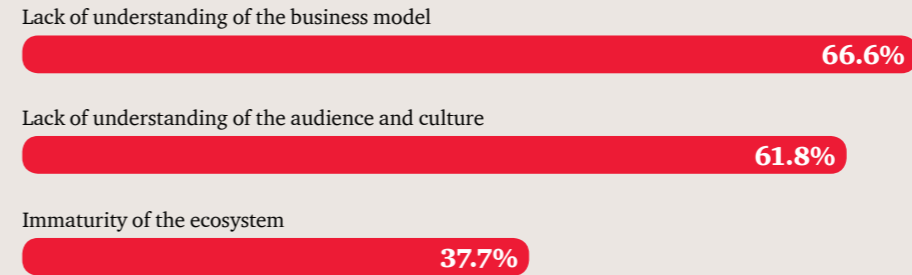 Lack of understanding of the business model
66.6%
Lack of understanding of the audience and culture
61.8%
Immaturity of the ecosystem
37.7%